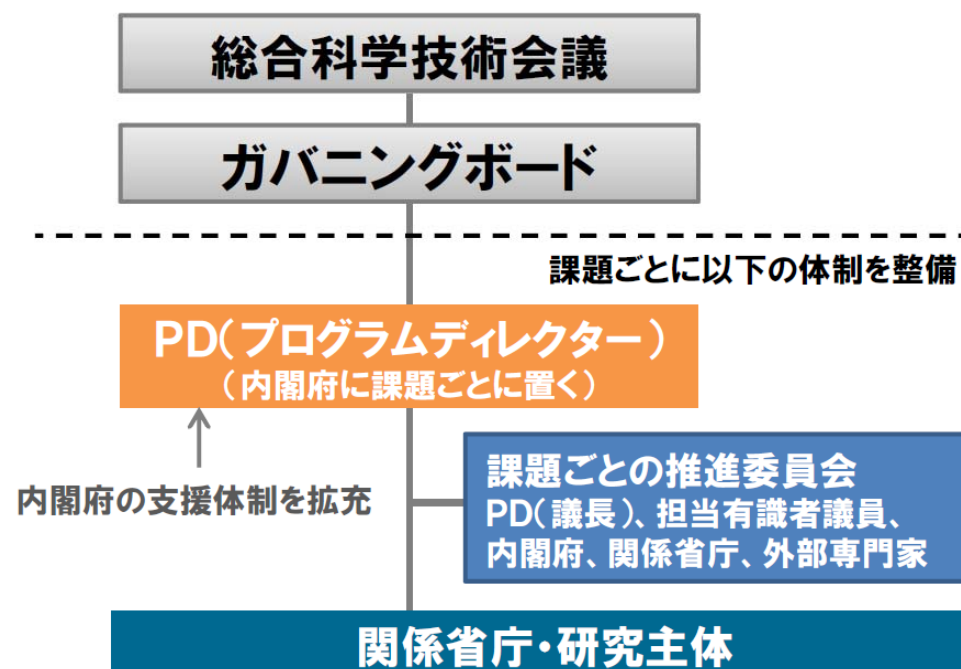 総合科学技術会議
ガバニングボード
課題ごとに以下の体制を整備
PD(プログラムディレクター)
(内閣府に課題ごとに置く)
内閣府の支援体制を拡充
課題ごとの推進委員会
PD(議長)、担当有識者議員、
内閣府、関係省庁、外部専門家
関係省庁・研究主体